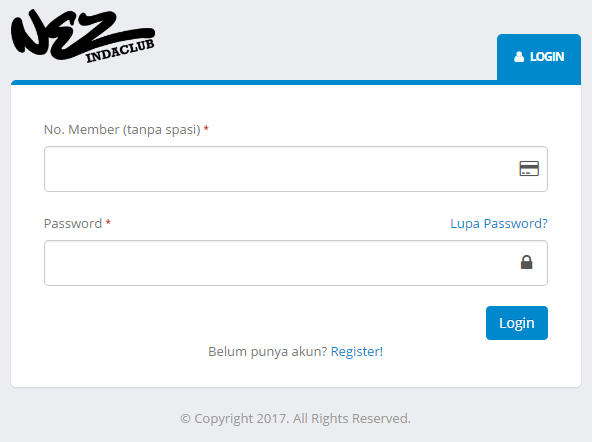 NEZ
INDACLUB
LOGIN
No. Member (tanpa spasi) *
Password *
Lupa Password?
Login
Belum punya akun? Register!
© Copyright 2017. All Rights Reserved.